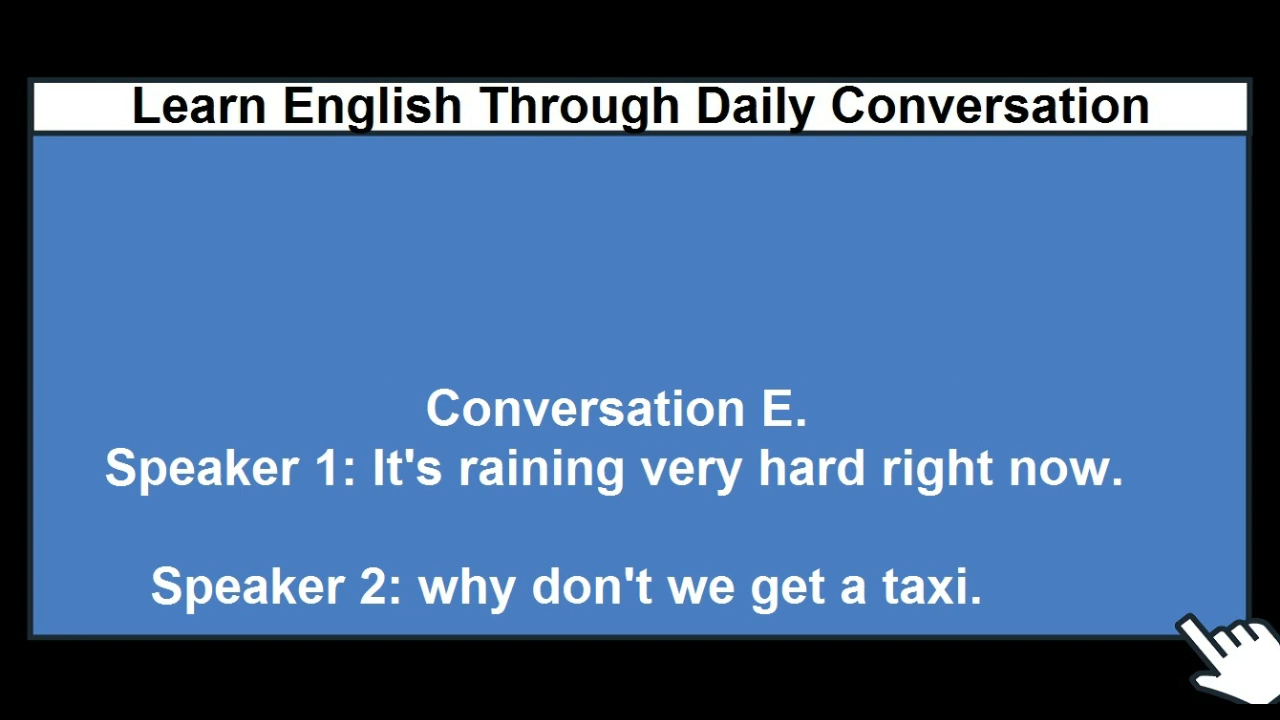 Learn English Through Daily Conversation
Conversation E.
Speaker 1: It's raining very hard right now.
Speaker 2: why don't we get a taxi.